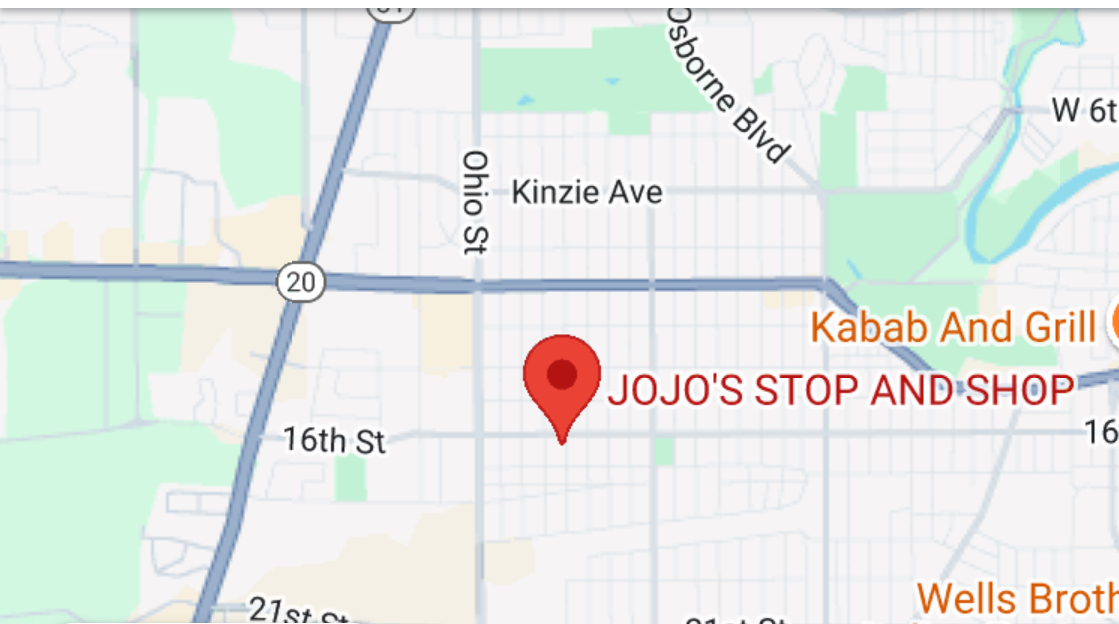 Osborne Blvd
W 6t
Ohio St
Kinzie Ave
20
Kabab And Grill
JOJO'S STOP AND SHOP
16th St
16
Wells Broth
21st St